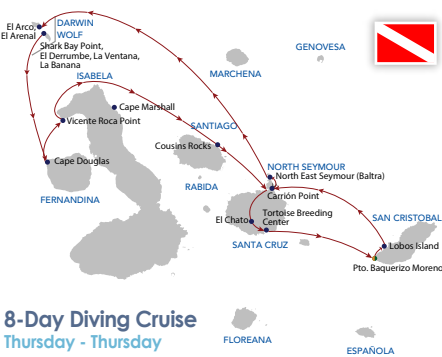 El Arco,
El Arenal
DARWIN
WOLF
Shark Bay Point,
El Derrumbe, La Ventana,
La Banana
GENOVESA
MARCHENA
ISABELA
Cape Marshall
Vicente Roca Point
SANTIAGO
Cousins Rocks
Cape Douglas
NORTH SEYMOUR
North East Seymour (Baltra)
RABIDA
Carrión Point
FERNANDINA
El Chato
Tortoise Breeding
Center
SAN CRISTOBAL
SANTA CRUZ
Lobos Island
Pto. Baquerizo Moreno
8-Day Diving Cruise
Thursday - Thursday
FLOREANA
ESPAÑOLA